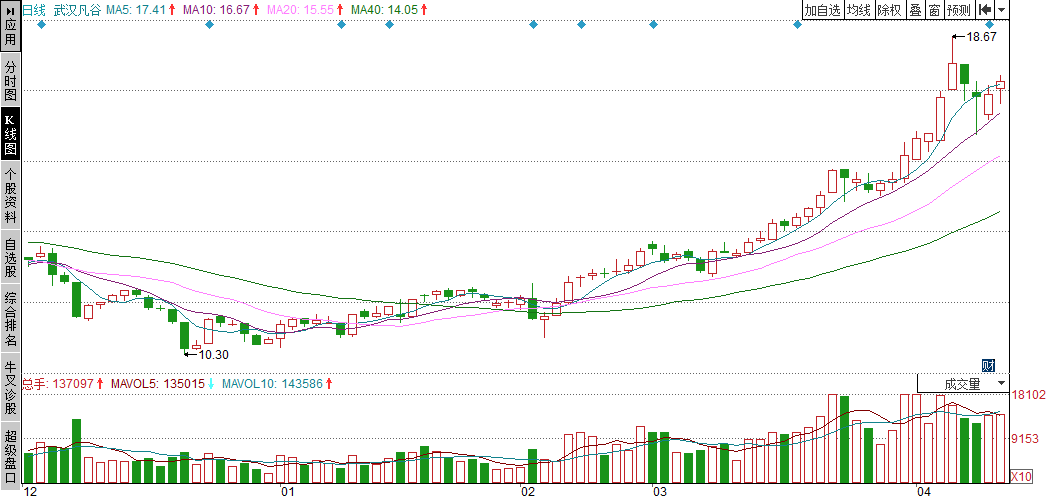 日线 武汉凡谷 MA5: 17.41 MA10: 16.67 MA20: 15.55 MA40: 14.05
加自选 均线 除权 叠 窗 预测
应用
分时图
K线图
个股资料
自选股
综合排名
牛叉诊股
超级盘口
18.67
10.30
财
总手: 137097 MAVOL5: 135015 MAVOL10: 143586
成交量
18102
9153
X10
12 01 02 03 04